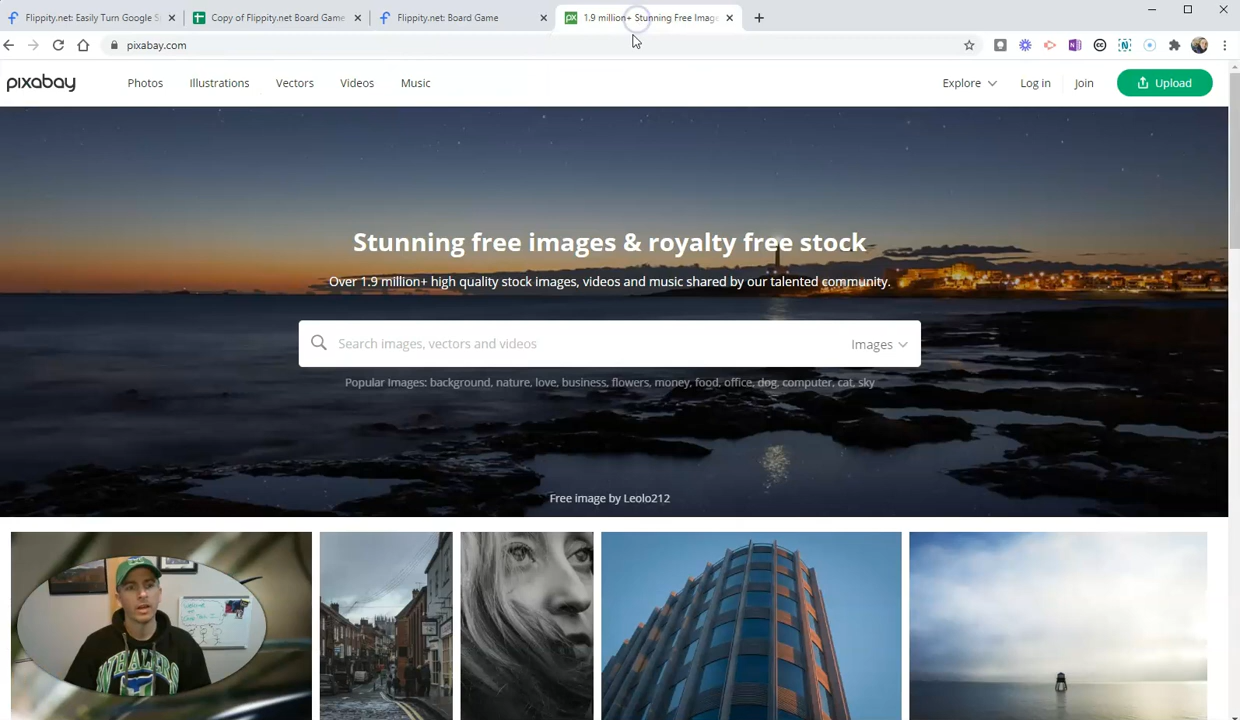 Flippity.net: Easily Turn Google S
Copy of Flippity.net Board Game
Flippity.net: Board Game
1.9 million+ Stunning Free Image
pixabay.com
pixabay
Photos
Illustrations
Vectors
Videos
Music
Explore
Log in
Join
Upload
Stunning free images & royalty free stock
Over 1.9 million+ high quality stock images, videos and music shared by our talented community.
Search images, vectors and videos
Images
Popular Images: background, nature, love, business, flowers, money, food, office, dog, computer, cat, sky
Free image by Leolo212
WHALERS